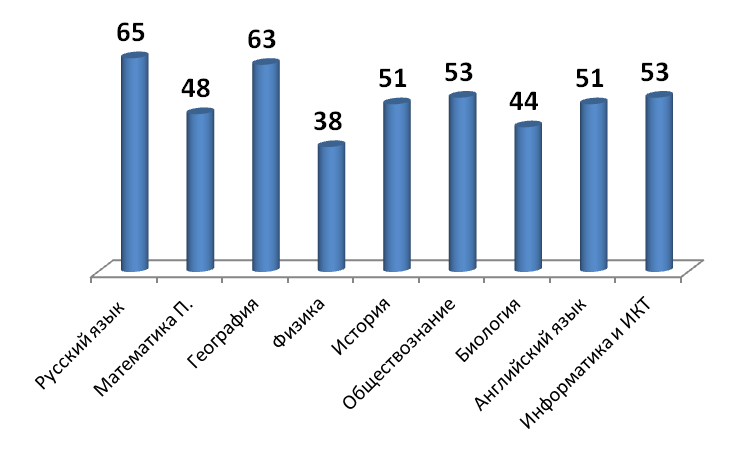 65
48
63
38
51
53
44
51
53
Русский язык
Математика П.
География
Физика
История
Обществознание
Биология
Английский язык
Информатика и ИКТ